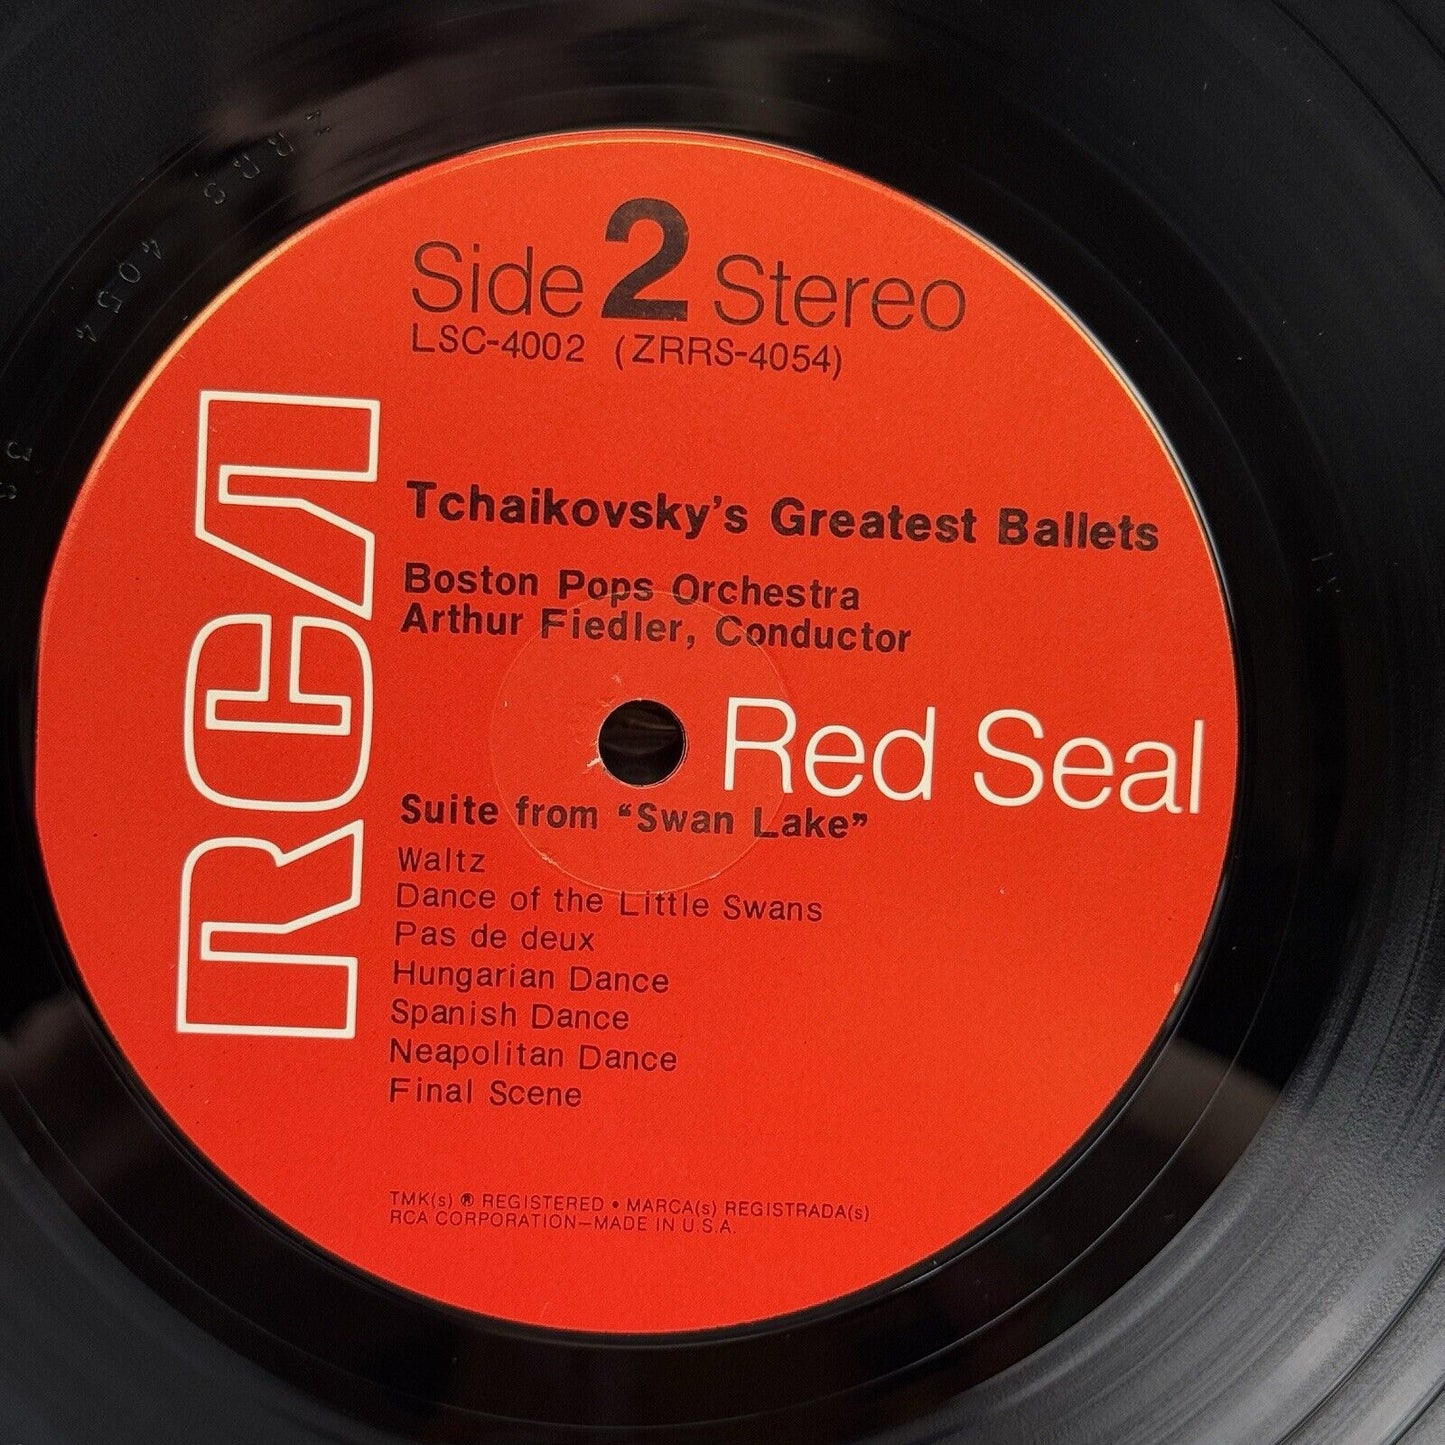 Side 2 Stereo
LSC-4002 (ZRRS-4054)
RCA
Tchaikovsky's Greatest Ballets
Boston Pops Orchestra
Arthur Fiedler, Conductor
Red Seal
Suite from “Swan Lake”
Waltz
Dance of the Little Swans
Pas de deux
Hungarian Dance
Spanish Dance
Neapolitan Dance
Final Scene
TMK(s) ® REGISTERED • MARCA(s) REGISTRADA(s)
RCA CORPORATION—MADE IN U.S.A.
ZRRS 4054